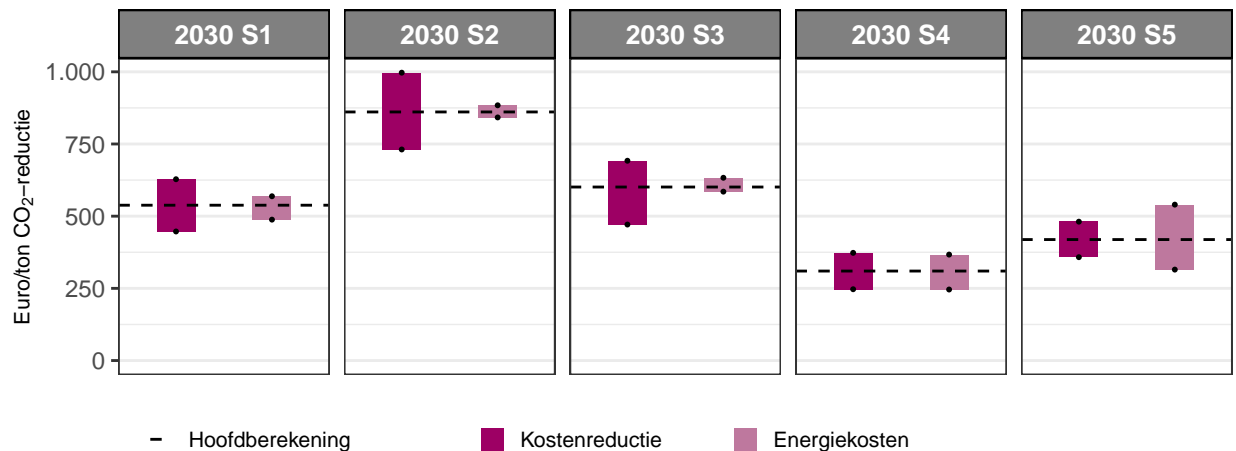 2030 S1 2030 S2 2030 S3 2030 S4 2030 S5
Euro/ton CO₂−reductie
1.000
750
500
250
0
Hoofdberekening Kostenreductie Energiekosten